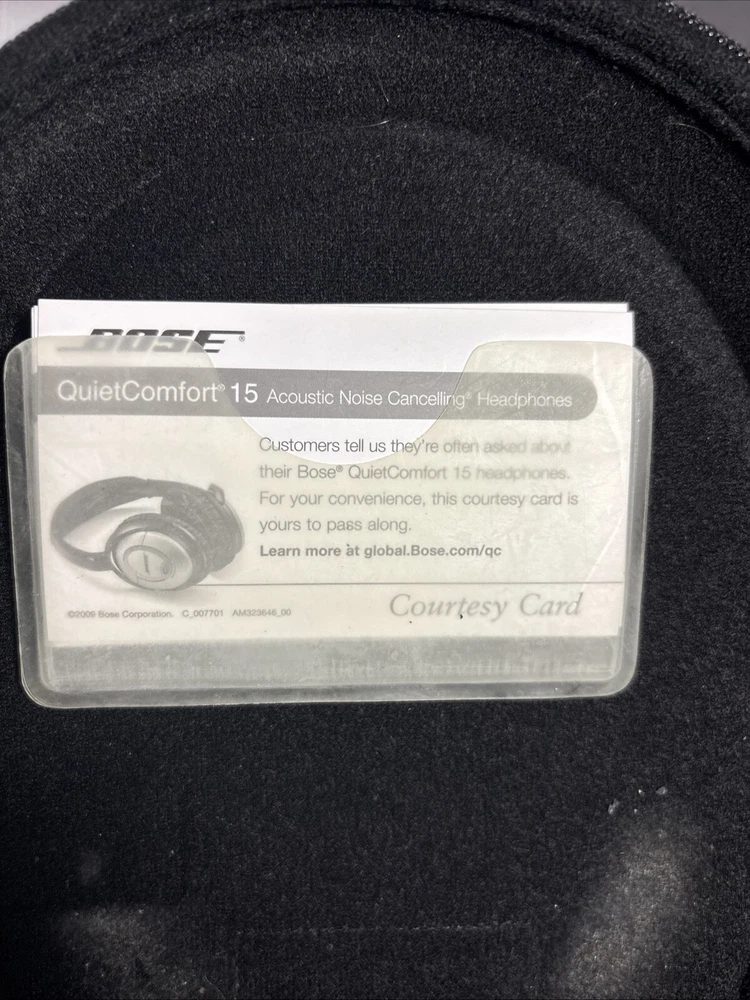 BOSE®
QuietComfort® 15 Acoustic Noise Cancelling® Headphones
Customers tell us they're often asked about
their Bose® QuietComfort 15 headphones.
For your convenience, this courtesy card is
yours to pass along.
Learn more at global.Bose.com/qc
©2009 Bose Corporation. C_007701 AM323646_00
Courtesy Card